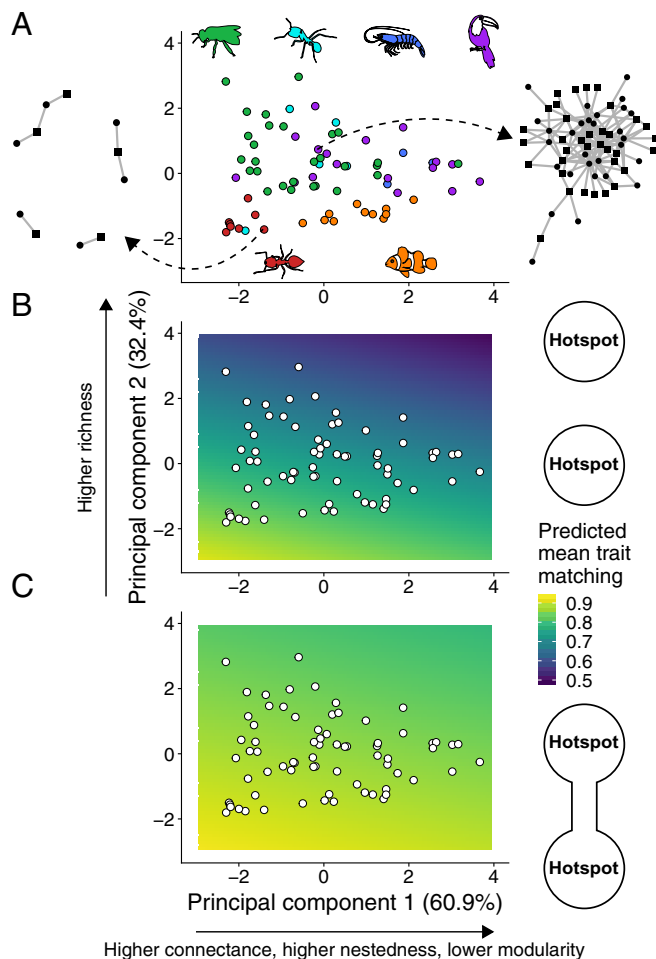 A
4
2
0
−2
−2
0
2
4
B
4
2
0
−2
−2
0
2
4
Hotspot
Hotspot
Higher richness
Principal component 2 (32.4%)
Predicted
mean trait
matching
0.9
0.8
0.7
0.6
0.5
C
4
2
0
−2
−2
0
2
4
Hotspot
Hotspot
Principal component 1 (60.9%)
Higher connectance, higher nestedness, lower modularity